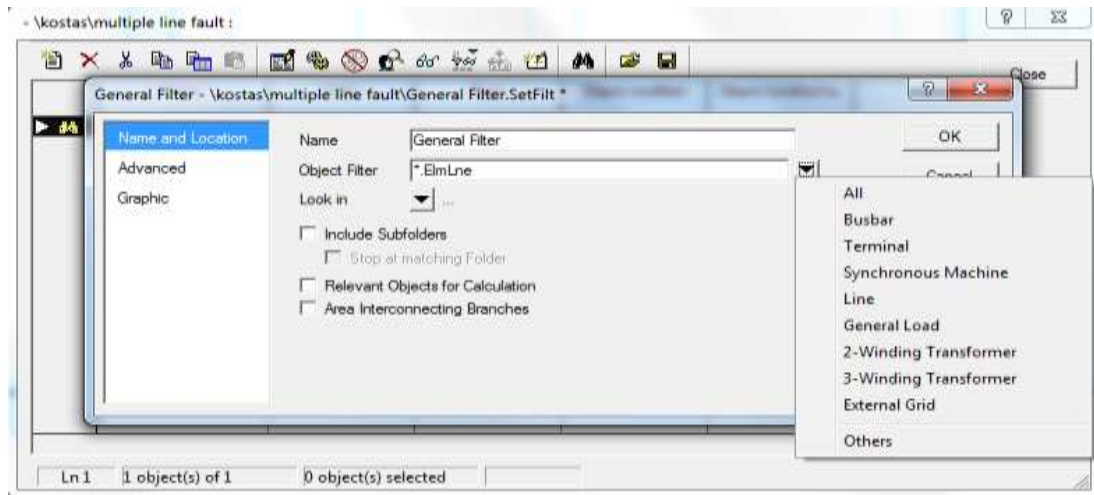 - \kostas\multiple line fault :
Close
General Filter - \kostas\multiple line fault\General Filter.SetFilt *
Name and Location
Advanced
Graphic
Name
General Filter
OK
Object Filter
*.ElmLne
Cancel
Look in
...
Include Subfolders
Stop at matching Folder
Relevant Objects for Calculation
Area Interconnecting Branches
All
Busbar
Terminal
Synchronous Machine
Line
General Load
2-Winding Transformer
3-Winding Transformer
External Grid
Others
Ln 1
1 object(s) of 1
0 object(s) selected